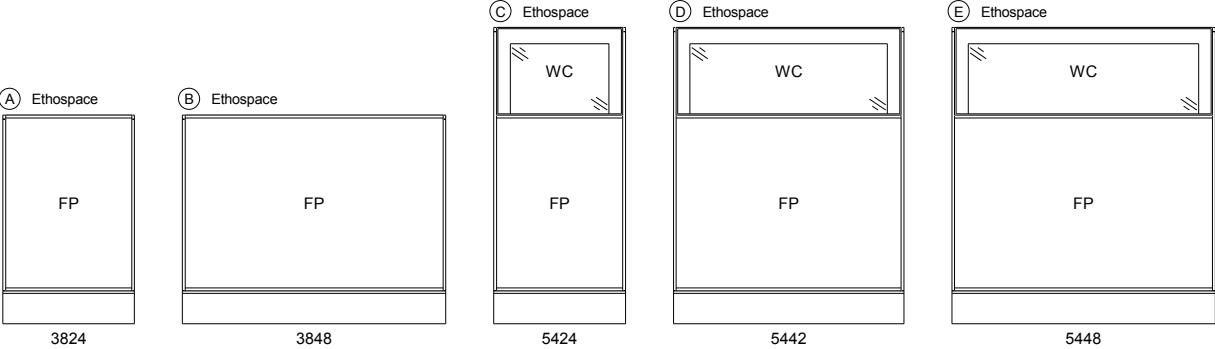 C Ethospace
D Ethospace
E Ethospace
WC
WC
WC
A Ethospace
B Ethospace
FP
FP
FP
FP
FP
3824
3848
5424
5442
5448